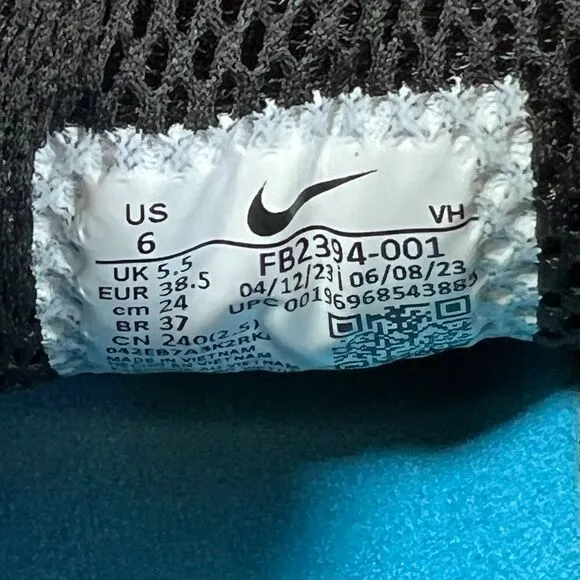 US
6
VH
UK 5.5
EUR 38.5
cm 24
BR 37
CN 240(2.5)
FB2394-001
04/12/23 | 06/08/23
UPC
MADE IN VIETNAM